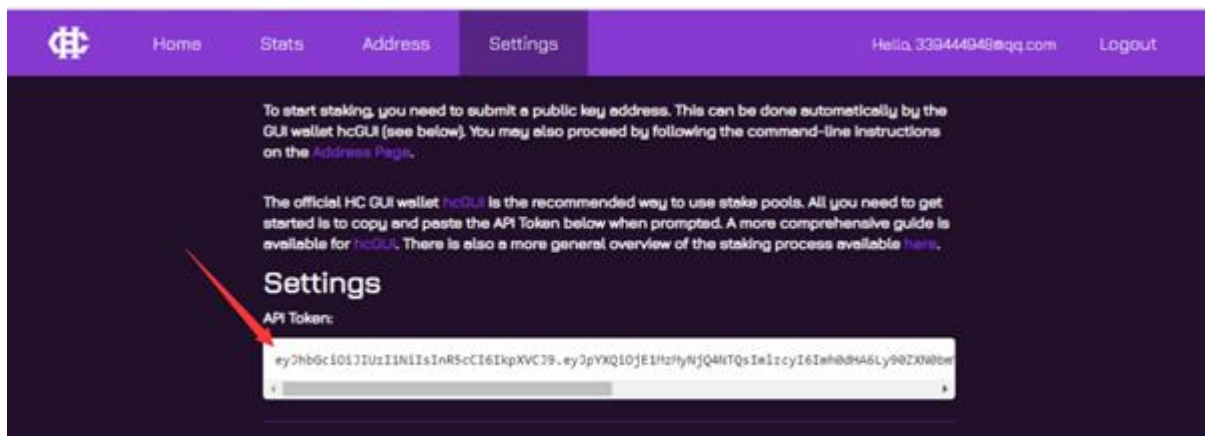 Home Stats Address Settings Hello, 339444948@qq.com Logout
To start staking, you need to submit a public key address. This can be done automatically by the
GUI wallet hcGUI (see below). You may also proceed by following the command-line instructions
on the Address Page.
The official HC GUI wallet hcGUI is the recommended way to use stake pools. All you need to get
started is to copy and paste the API Token below when prompted. A more comprehensive guide is
available for hcGUI. There is also a more general overview of the staking process available here.
Settings
API Token:
eyJhbGciOiJIUzI1NiIsInR5cCI6IkpXVCJ9.eyJpYXQiOjE1MzMyNjQ4NTQsImlzcyI6Imh0dHA6Ly90ZXN0bm